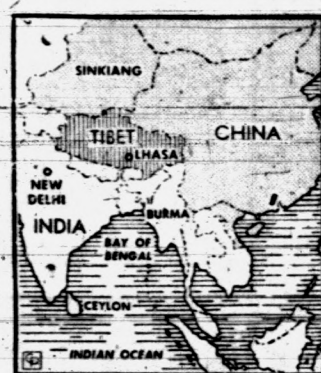 SINKIANG
TIBET
CHINA
LHASA
NEW
DELHI
INDIA
BURMA
BAY OF
BENGAL
CEYLON
INDIAN OCEAN